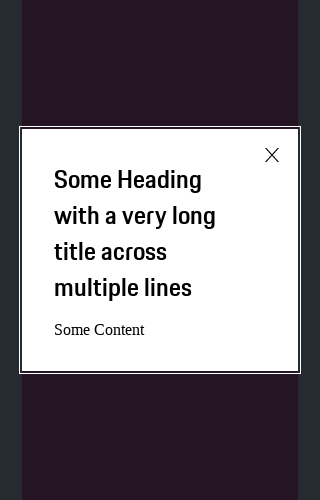 Some Heading
with a very long
title across
multiple lines
Some Content